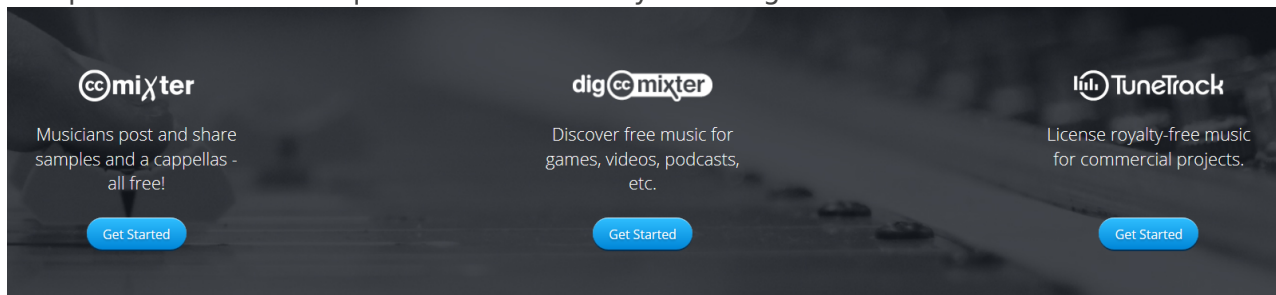 ccmixter
Musicians post and share
samples and a cappellas -
all free!
Get Started
dig ccmixter
Discover free music for
games, videos, podcasts,
etc.
Get Started
TuneTrack
License royalty-free music
for commercial projects.
Get Started